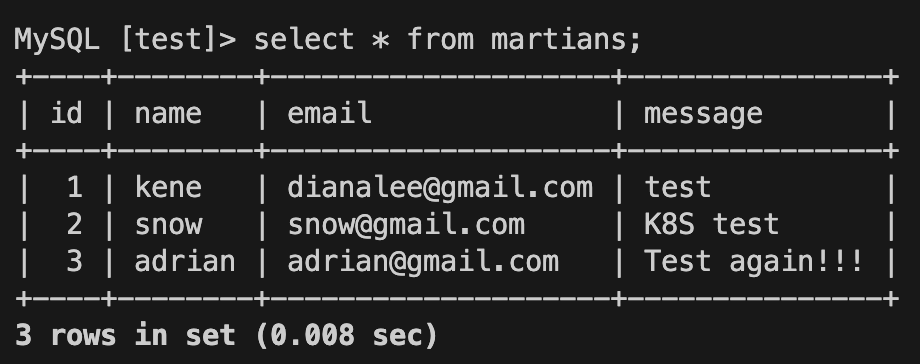 MySQL [test]> select * from martians;
+----+--------+--------------------+--------------+
| id | name   | email              | message       |
+----+--------+--------------------+--------------+
|  1 | kene   | dianalee@gmail.com | test          |
|  2 | snow   | snow@gmail.com     | K8S test      |
|  3 | adrian | adrian@gmail.com   | Test again!!! |
+----+--------+--------------------+--------------+
3 rows in set (0.008 sec)